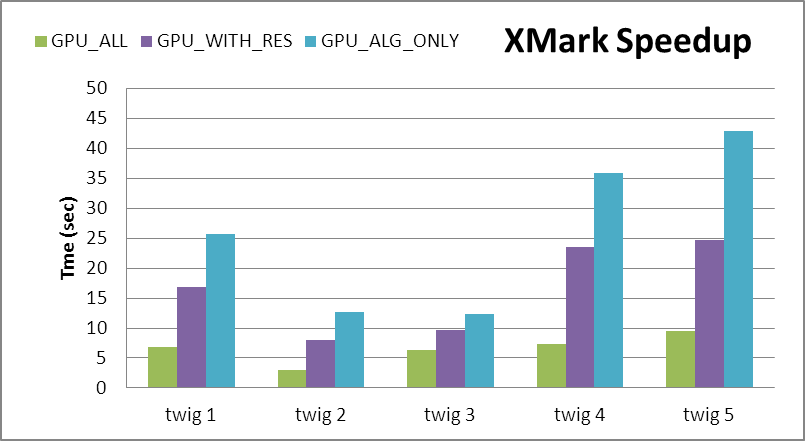 GPU_ALL GPU_WITH_RES GPU_ALG_ONLY
XMark Speedup
50
45
40
35
30
25
20
15
10
5
0
Tme (sec)
twig 1 twig 2 twig 3 twig 4 twig 5